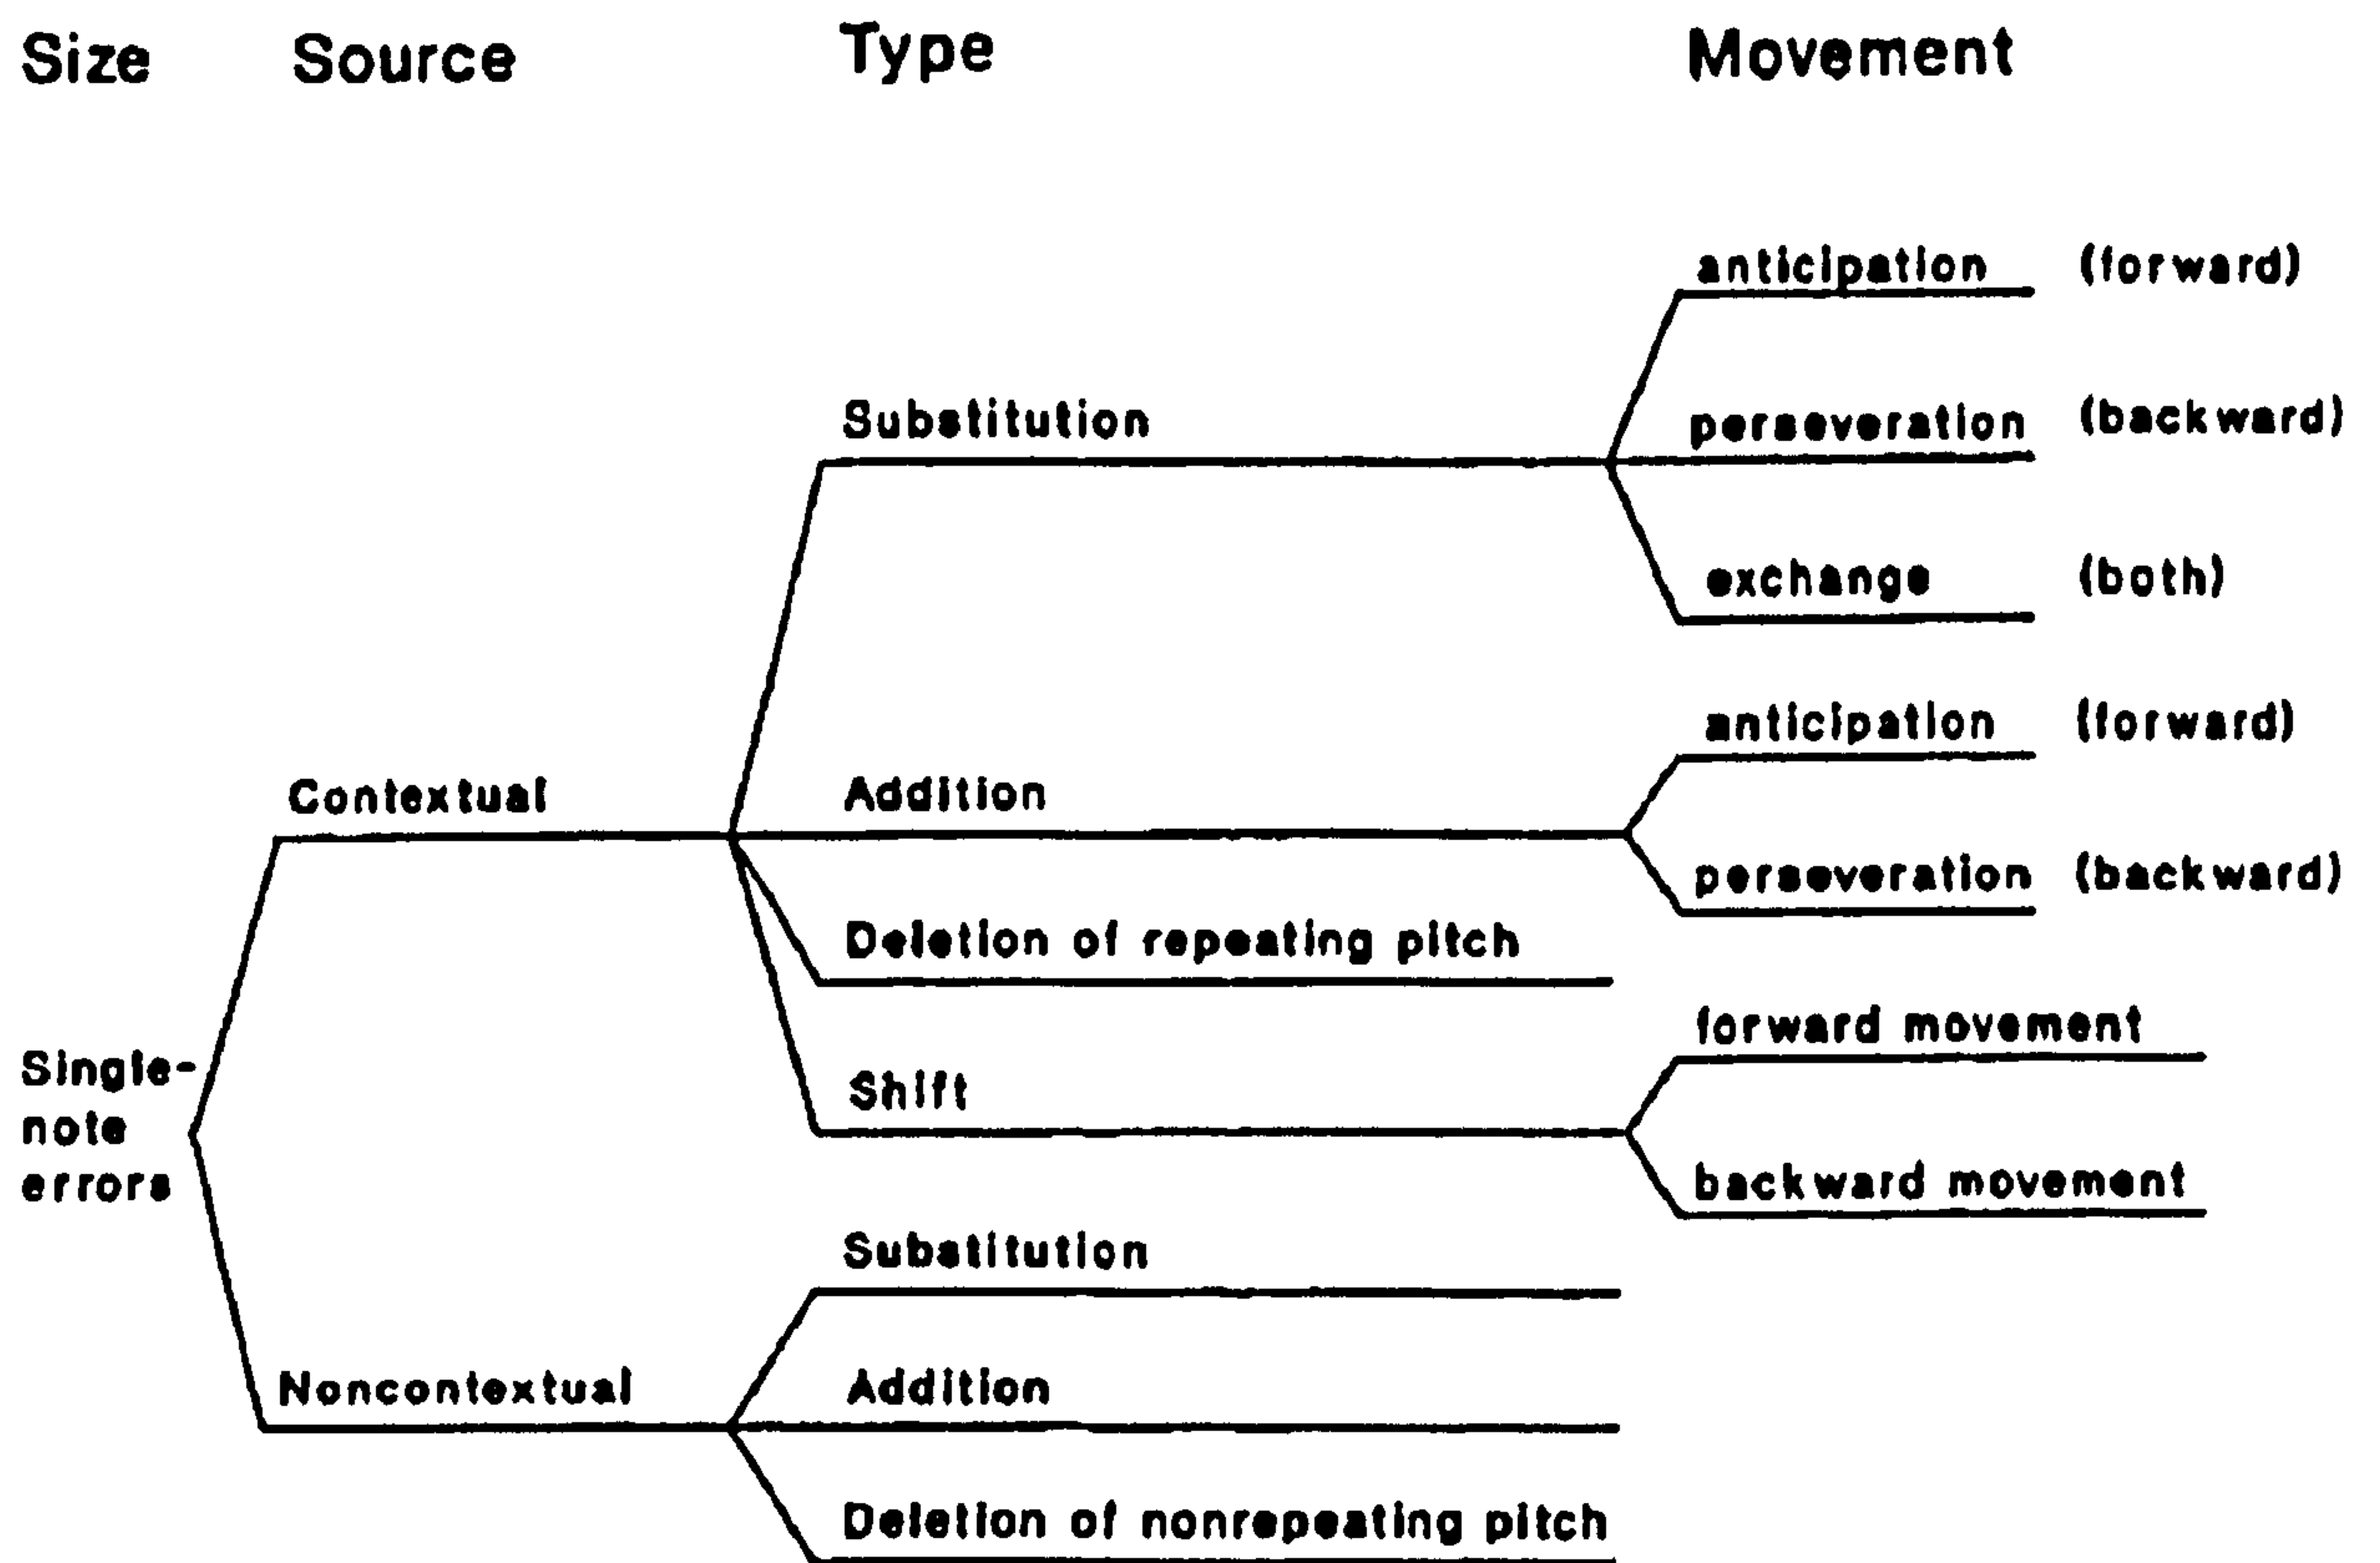 Size Source Type Movement
anticipation (forward)
Substitution perseveration (backward)
exchange (both)
anticipation (forward)
Contextual Addition
perseveration (backward)
Deletion of repeating pitch
forward movement
Single-
Shift
note
errors backward movement
Substitution
Noncontextual Addition
Deletion of nonrepeating pitch